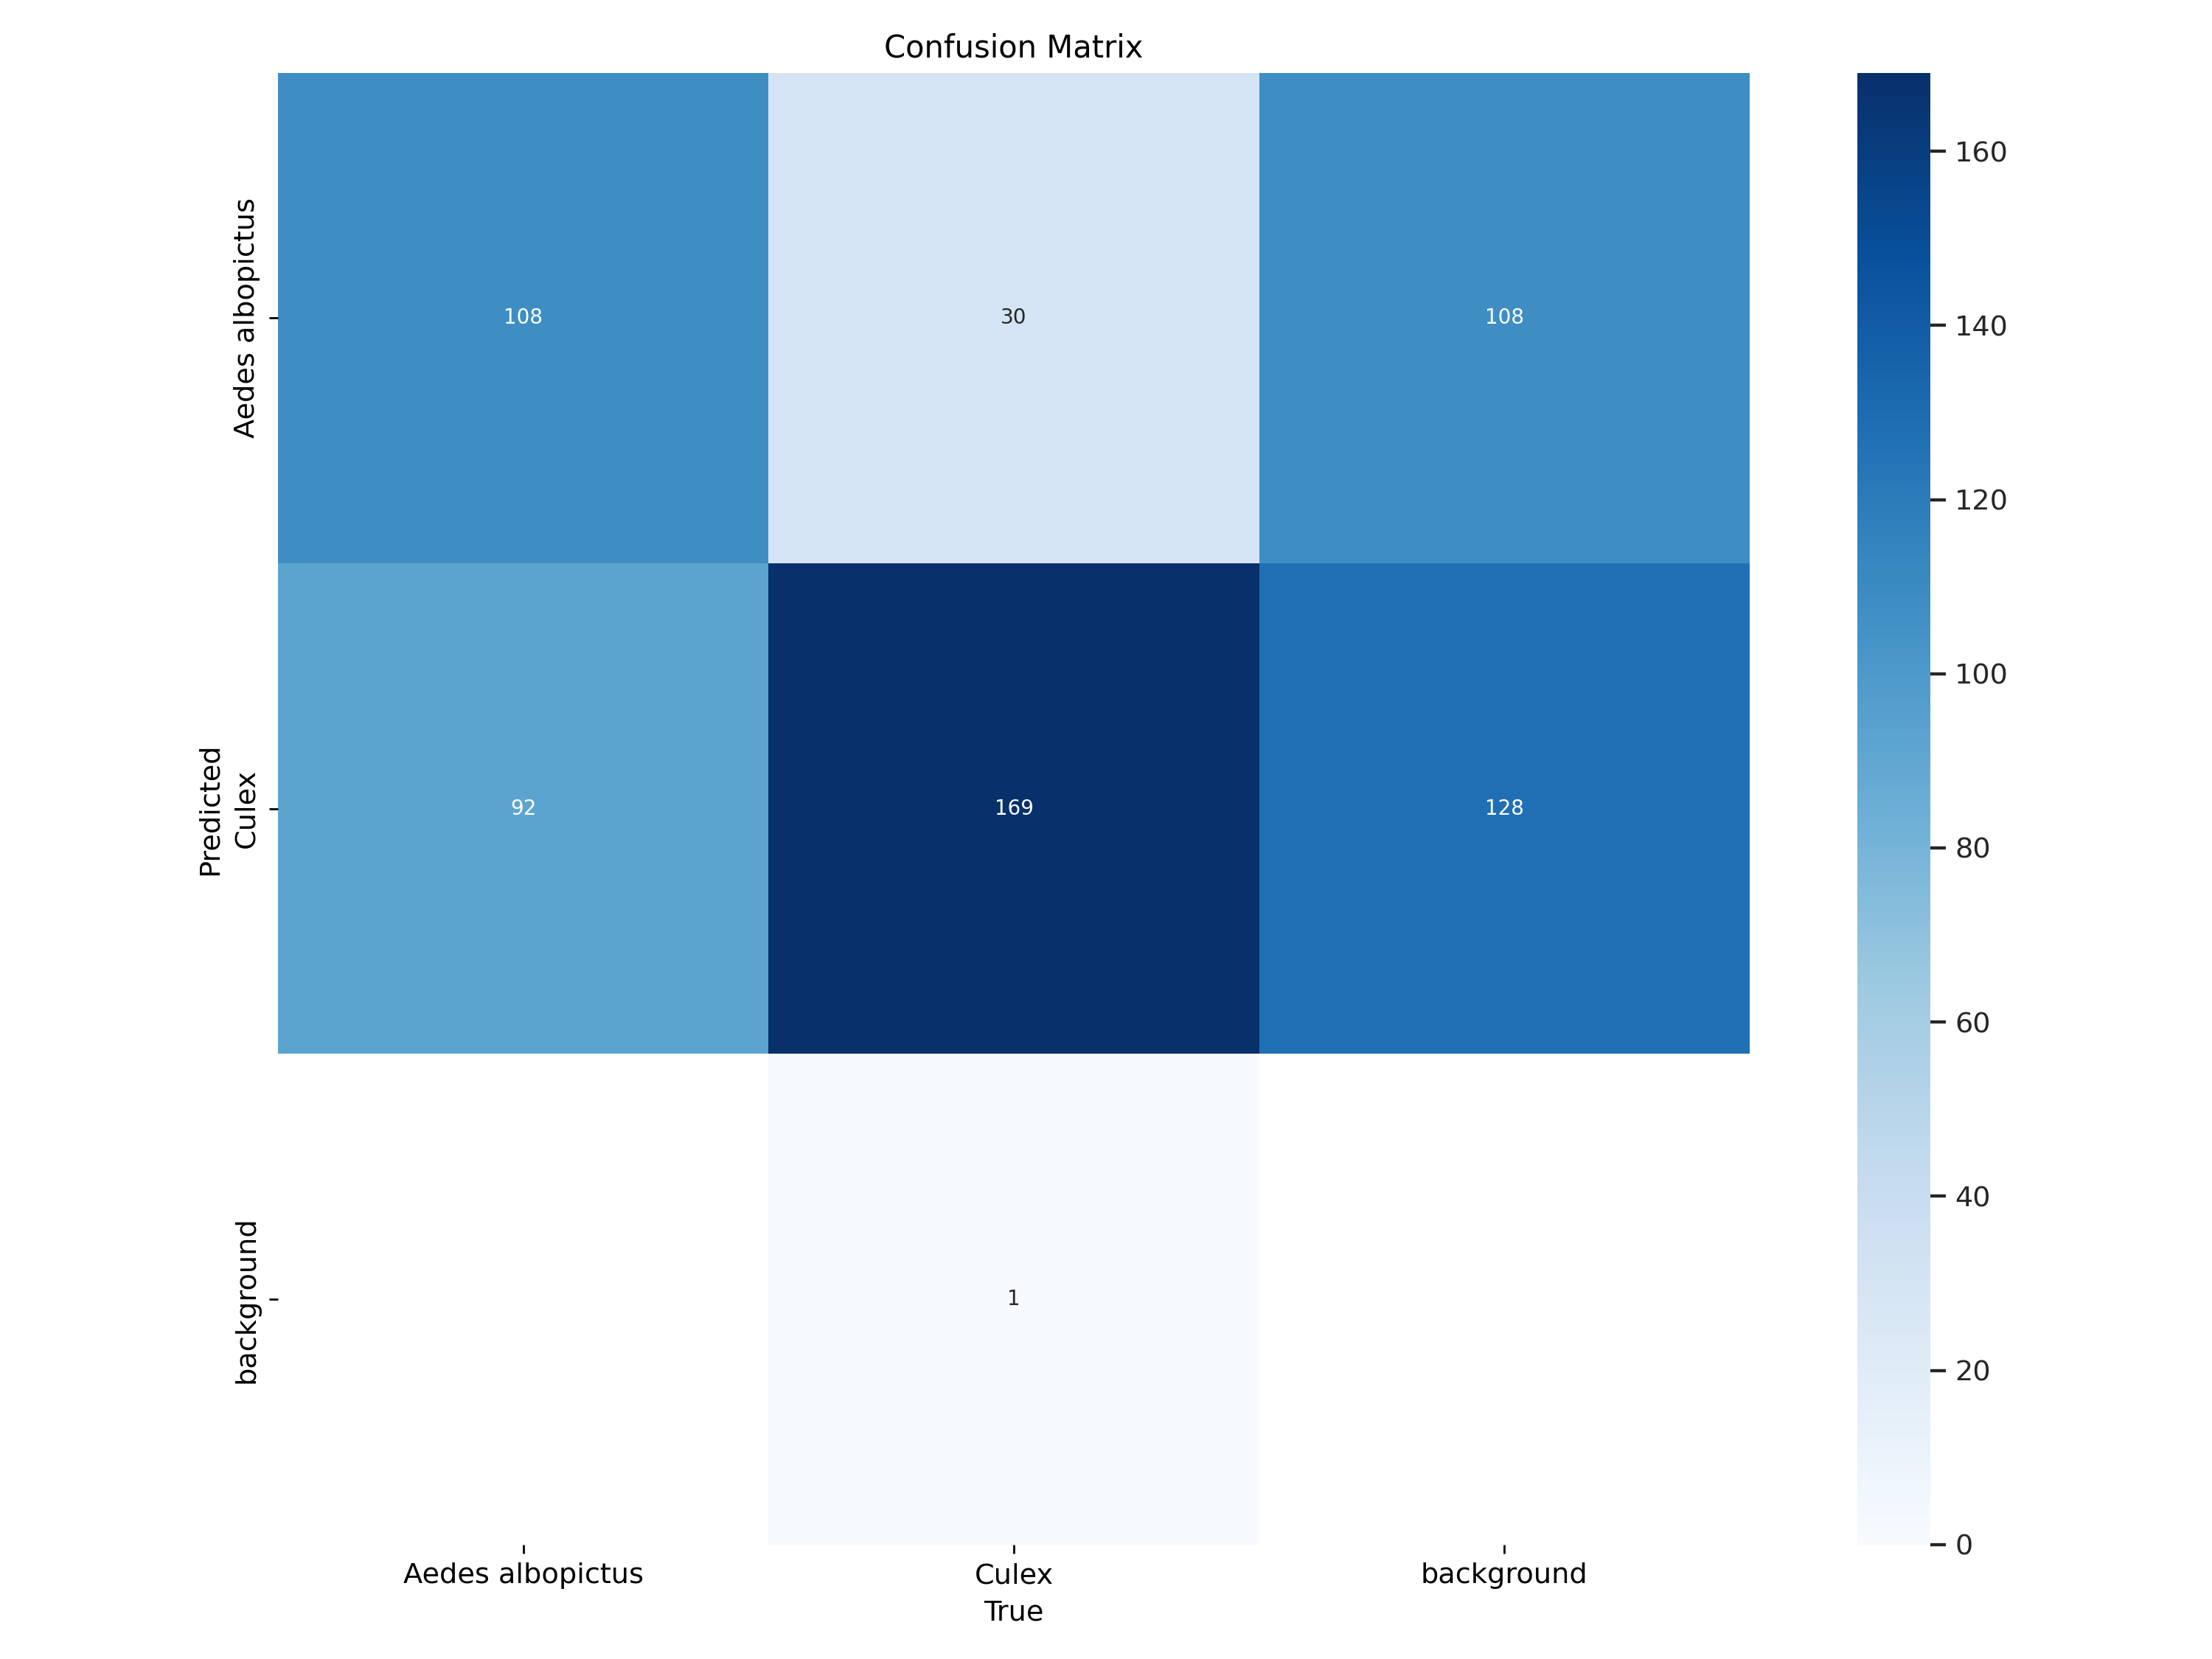 Confusion Matrix
Aedes albopictus
108
30
108
Predicted
Culex
92
169
128
background
1
Aedes albopictus
Culex
background
True
160
140
120
100
80
60
40
20
0